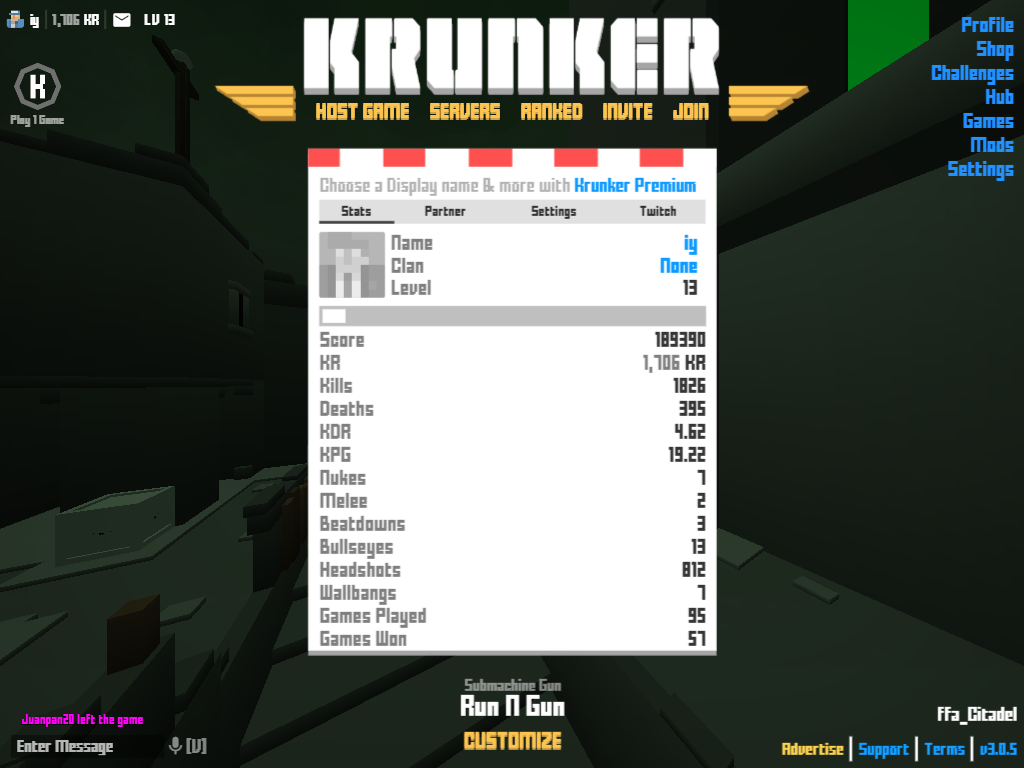 iy 1,706 KR LV 13
K
Play 1 Game
KRUNKER
HOST GAME SERVERS RANKED INVITE JOIN
Profile
Shop
Challenges
Hub
Games
Mods
Settings
Choose a Display name & more with Krunker Premium
Stats Partner Settings Twitch
Name iy
Clan None
Level 13
Score 189390
KR 1,706 KR
Kills 1826
Deaths 395
KDR 4.62
KPG 19.22
Nukes 7
Melee 2
Beatdowns 3
Bullseyes 13
Headshots 812
Wallbangs 7
Games Played 95
Games Won 57
Submachine Gun
Run N Gun
CUSTOMIZE
Juanpan20 left the game
Enter Message [V]
ffa_Citadel
Advertise | Support | Terms | v3.0.5